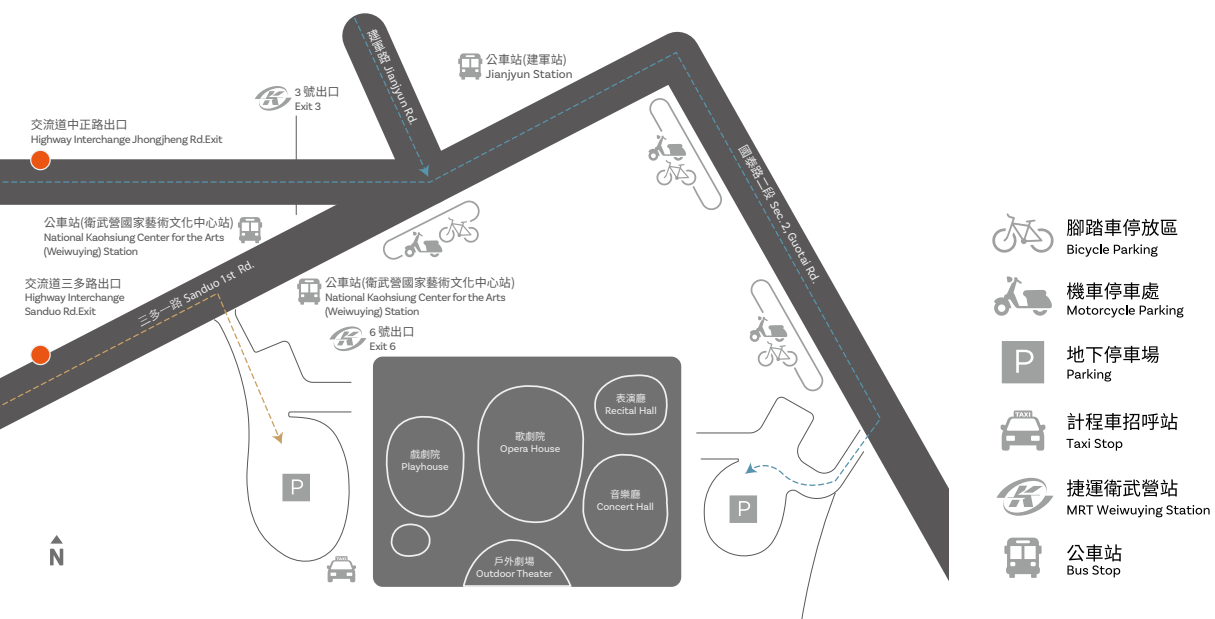 建軍路 Jianjyun Rd.
公車站(建軍站)
Jianjyun Station
3 號出口
Exit 3
交流道中正路出口
Highway Interchange Jhongjheng Rd.Exit
公車站(衛武營國家藝術文化中心站)
National Kaohsiung Center for the Arts
(Weiwuying) Station
交流道三多路出口
Highway Interchange
Sanduo Rd.Exit
三多一路 Sanduo 1st Rd.
公車站(衛武營國家藝術文化中心站)
National Kaohsiung Center for the Arts
(Weiwuying) Station
6 號出口
Exit 6
國泰路二段 Sec. 2, Guotai Rd.
表演廳
Recital Hall
歌劇院
Opera House
戲劇院
Playhouse
音樂廳
Concert Hall
戶外劇場
Outdoor Theater
P
P
TAXI
N
腳踏車停放區
Bicycle Parking
機車停車處
Motorcycle Parking
P
地下停車場
Parking
TAXI
計程車招呼站
Taxi Stop
捷運衛武營站
MRT Weiwuying Station
公車站
Bus Stop